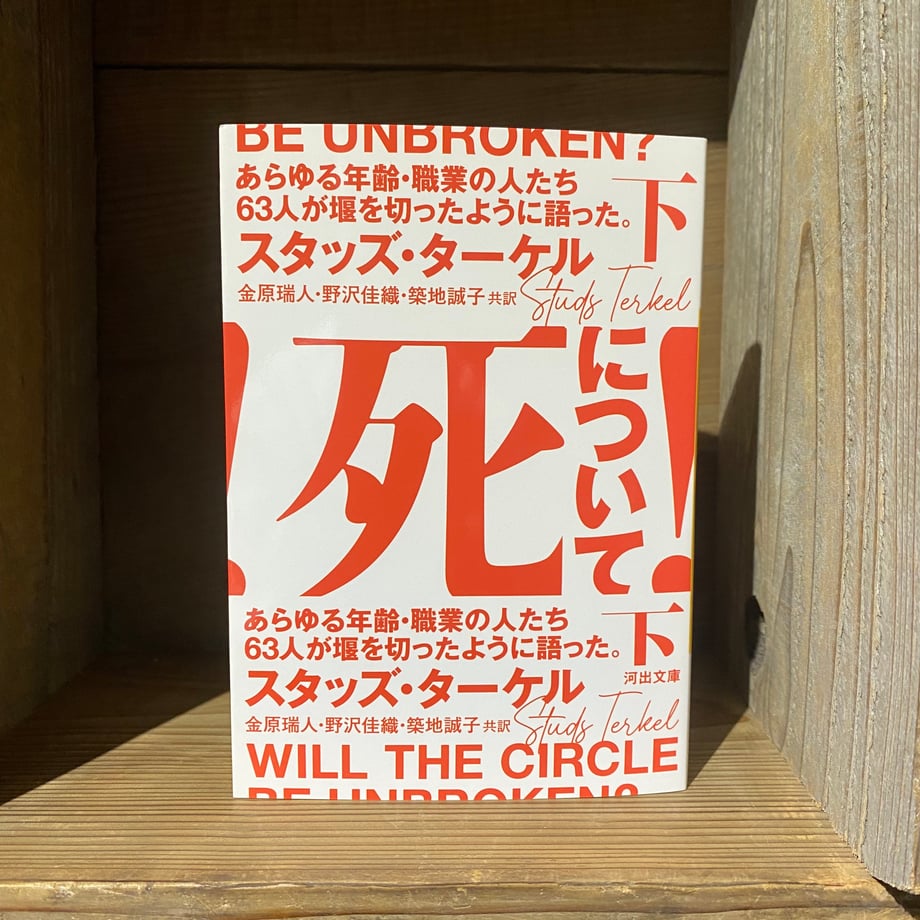 BE UNBROKEN?
あらゆる年齢・職業の人たち
63人が堰を切ったように語った。
下
スタッズ・ターケル
Studs Terkel
金原瑞人・野沢佳織・築地誠子 共訳
!死について!
あらゆる年齢・職業の人たち
63人が堰を切ったように語った。
下
河出文庫
スタッズ・ターケル
Studs Terkel
金原瑞人・野沢佳織・築地誠子 共訳
WILL THE CIRCLE
BE UNBROKEN?